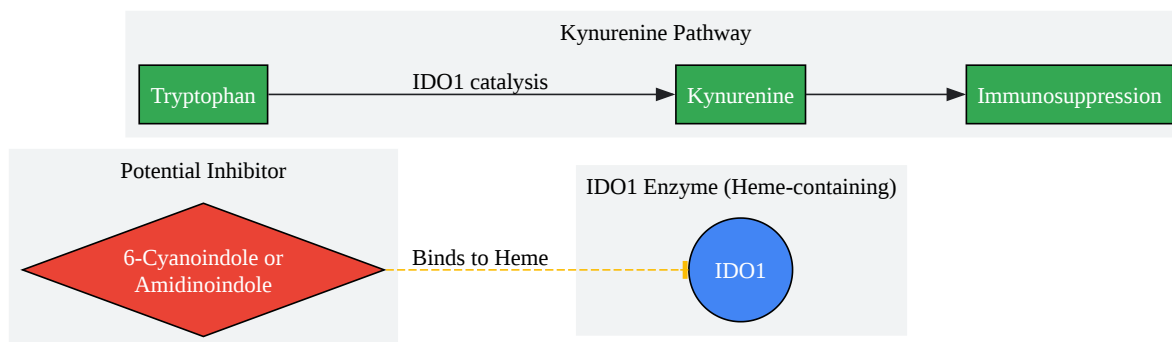 Kynurenine Pathway
IDO1 catalysis
Tryptophan
Kynurenine
Immunosuppression
Potential Inhibitor
IDO1 Enzyme (Heme-containing)
6-Cyanoindole or
Amidinoindole
Binds to Heme
IDO1